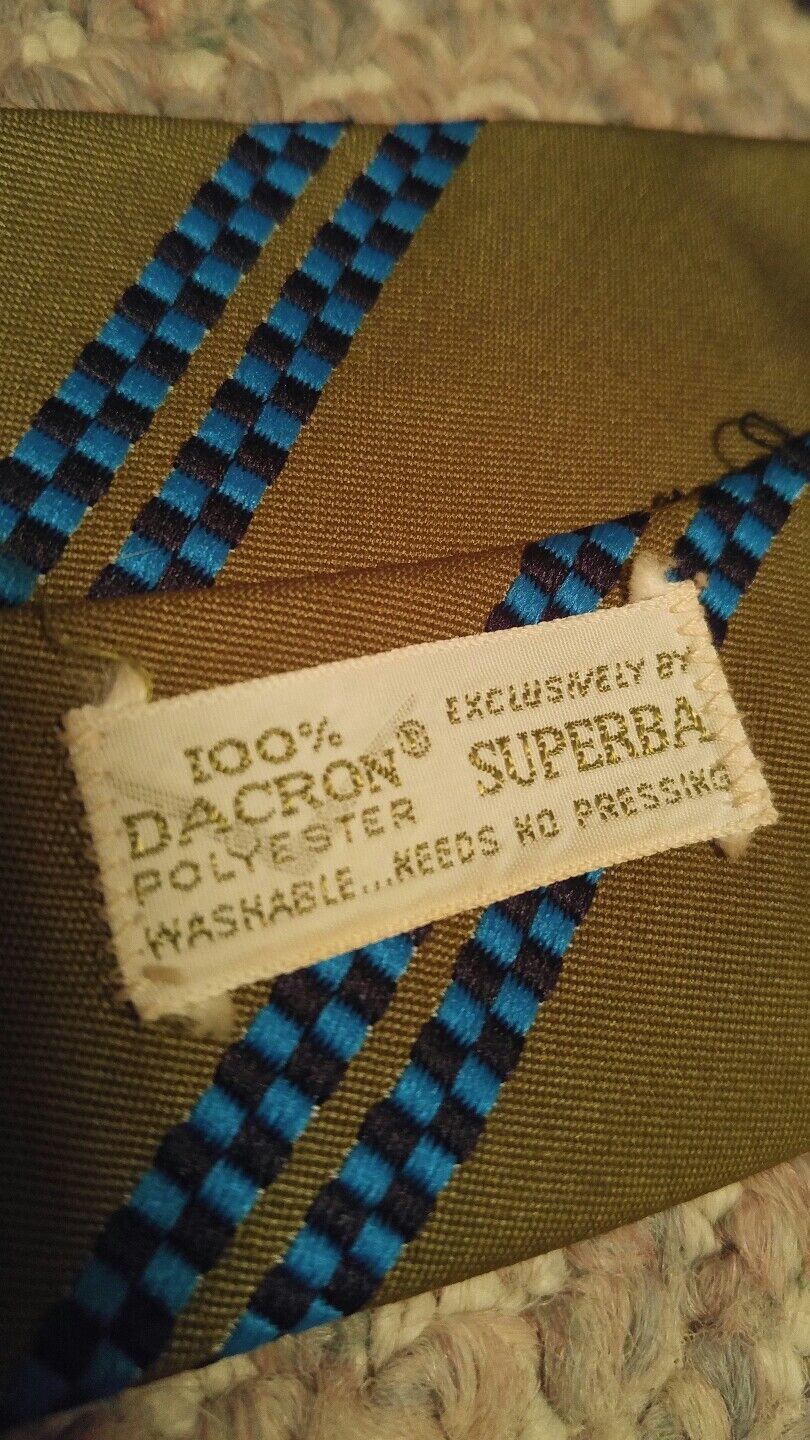 100%
DACRON®
POLYESTER
EXCLUSIVELY BY
SUPERBA
WASHABLE...NEEDS NO PRESSING